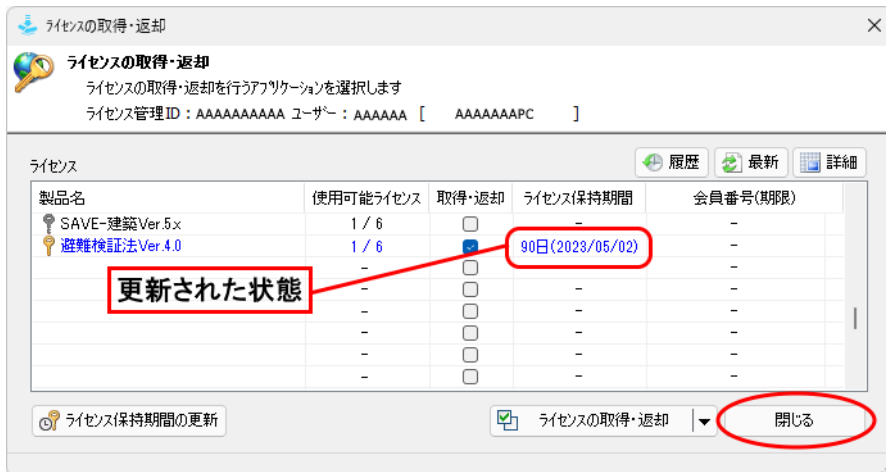 ライセンスの取得・返却
ライセンスの取得・返却
ライセンスの取得・返却を行うアプリケーションを選択します
ライセンス管理ID：AAAAAAAAAA ユーザー：AAAAAA [ AAAAAAAPC ]
ライセンス 履歴 最新 詳細
製品名 使用可能ライセンス 取得・返却 ライセンス保持期間 会員番号(期限)
SAVE-建築Ver.5x 1 / 6 - -
避難検証法Ver.4.0 1 / 6 90日(2023/05/02) -
- -
更新された状態 - - -
- - -
- - -
- - -
- - -
ライセンス保持期間の更新 ライセンスの取得・返却 閉じる